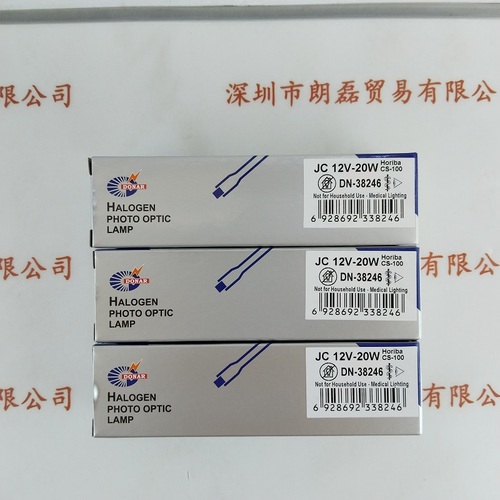 限公司
深圳市朗磊贸易有限公
JC 12V-20W Horiba CS-100
DONAR
DN-38246
Not for Household Use - Medical Lighting
HALOGEN
PHOTO OPTIC
LAMP
6 928692 338246
JC 12V-20W Horiba CS-100
DONAR
DN-38246
Not for Household Use - Medical Lighting
HALOGEN
PHOTO OPTIC
LAMP
6 928692 338246
限公司
有限公司
JC 12V-20W Horiba CS-100
DONAR
DN-38246
Not for Household Use - Medical Lighting
HALOGEN
PHOTO OPTIC
LAMP
6 928692 338246
限公司
有限公司